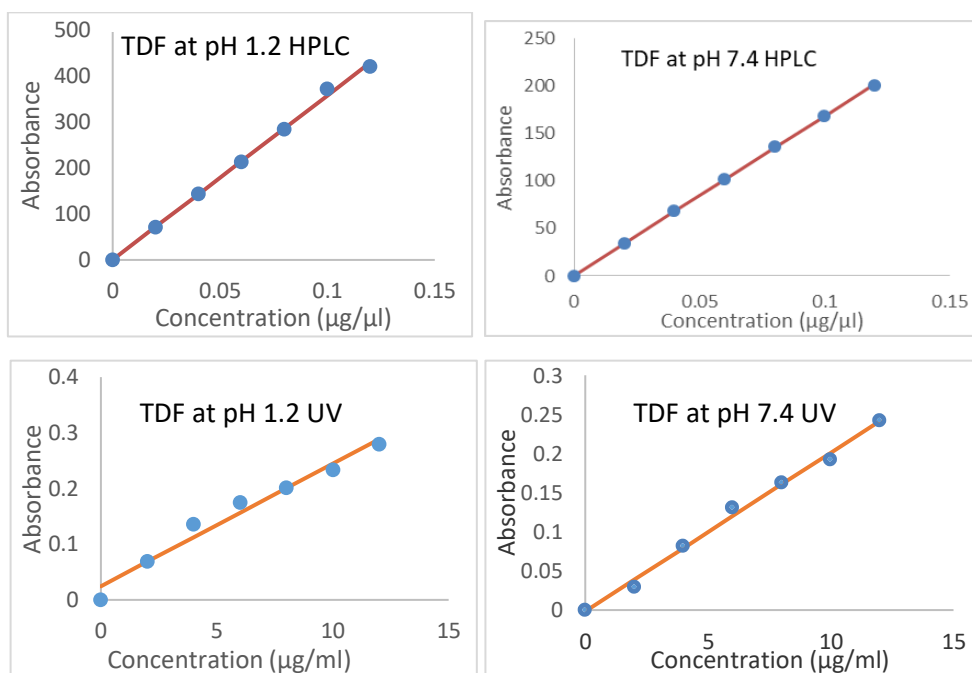 TDF at pH 1.2 HPLC
Absorbance
500
400
300
200
100
0
0 0.05 0.1 0.15
Concentration (µg/µl)
TDF at pH 7.4 HPLC
Absorbance
250
200
150
100
50
0
0 0.05 0.1 0.15
Concentration (µg/µl)
TDF at pH 1.2 UV
Absorbance
0.4
0.3
0.2
0.1
0
0 5 10 15
Concentration (µg/ml)
TDF at pH 7.4 UV
Absorbance
0.3
0.25
0.2
0.15
0.1
0.05
0
0 5 10 15
Concentration (µg/ml)